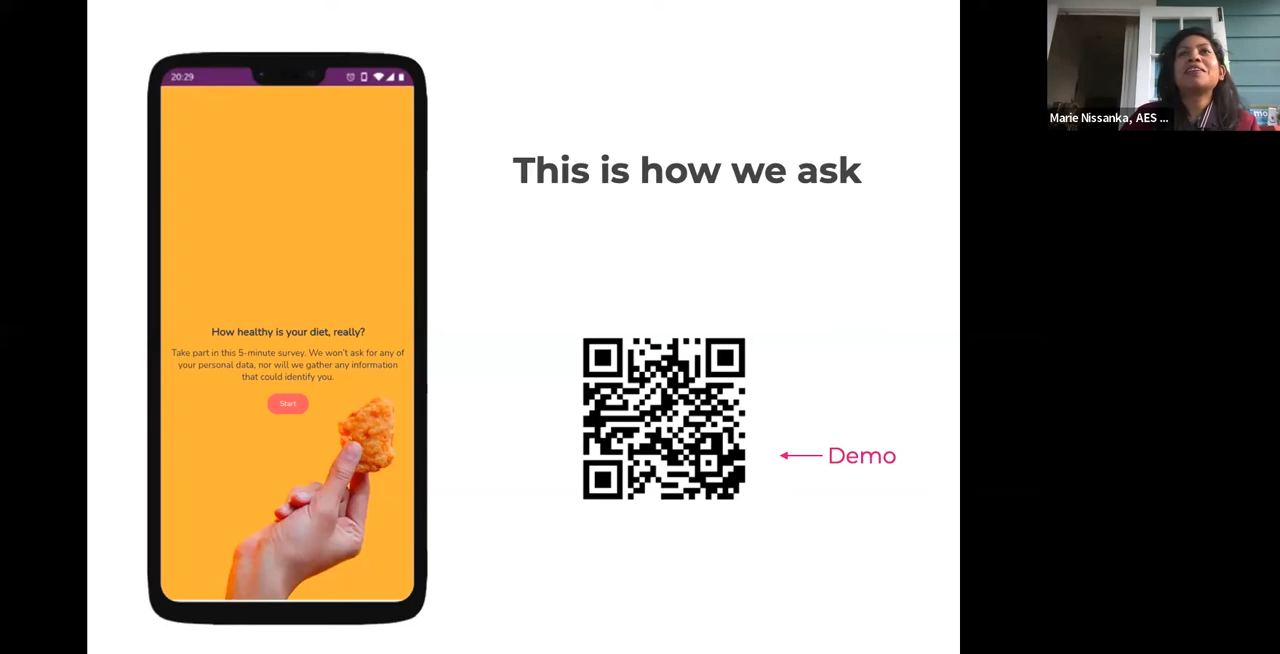 20:29
How healthy is your diet, really?
Take part in this 5-minute survey. We won't ask for any of
your personal data, nor will we gather any information
that could identify you.
Start
This is how we ask
Demo
Marie Nissanka, AES ...
mo